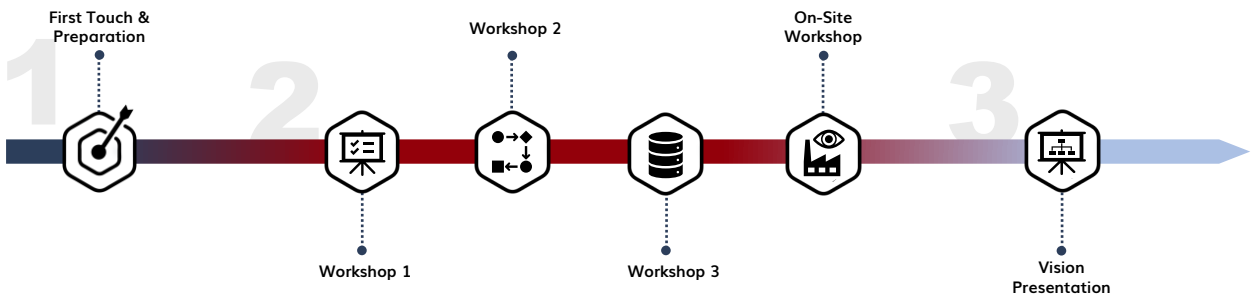 First Touch &
Preparation
1
2
Workshop 1
Workshop 2
Workshop 3
On-Site
Workshop
3
Vision
Presentation